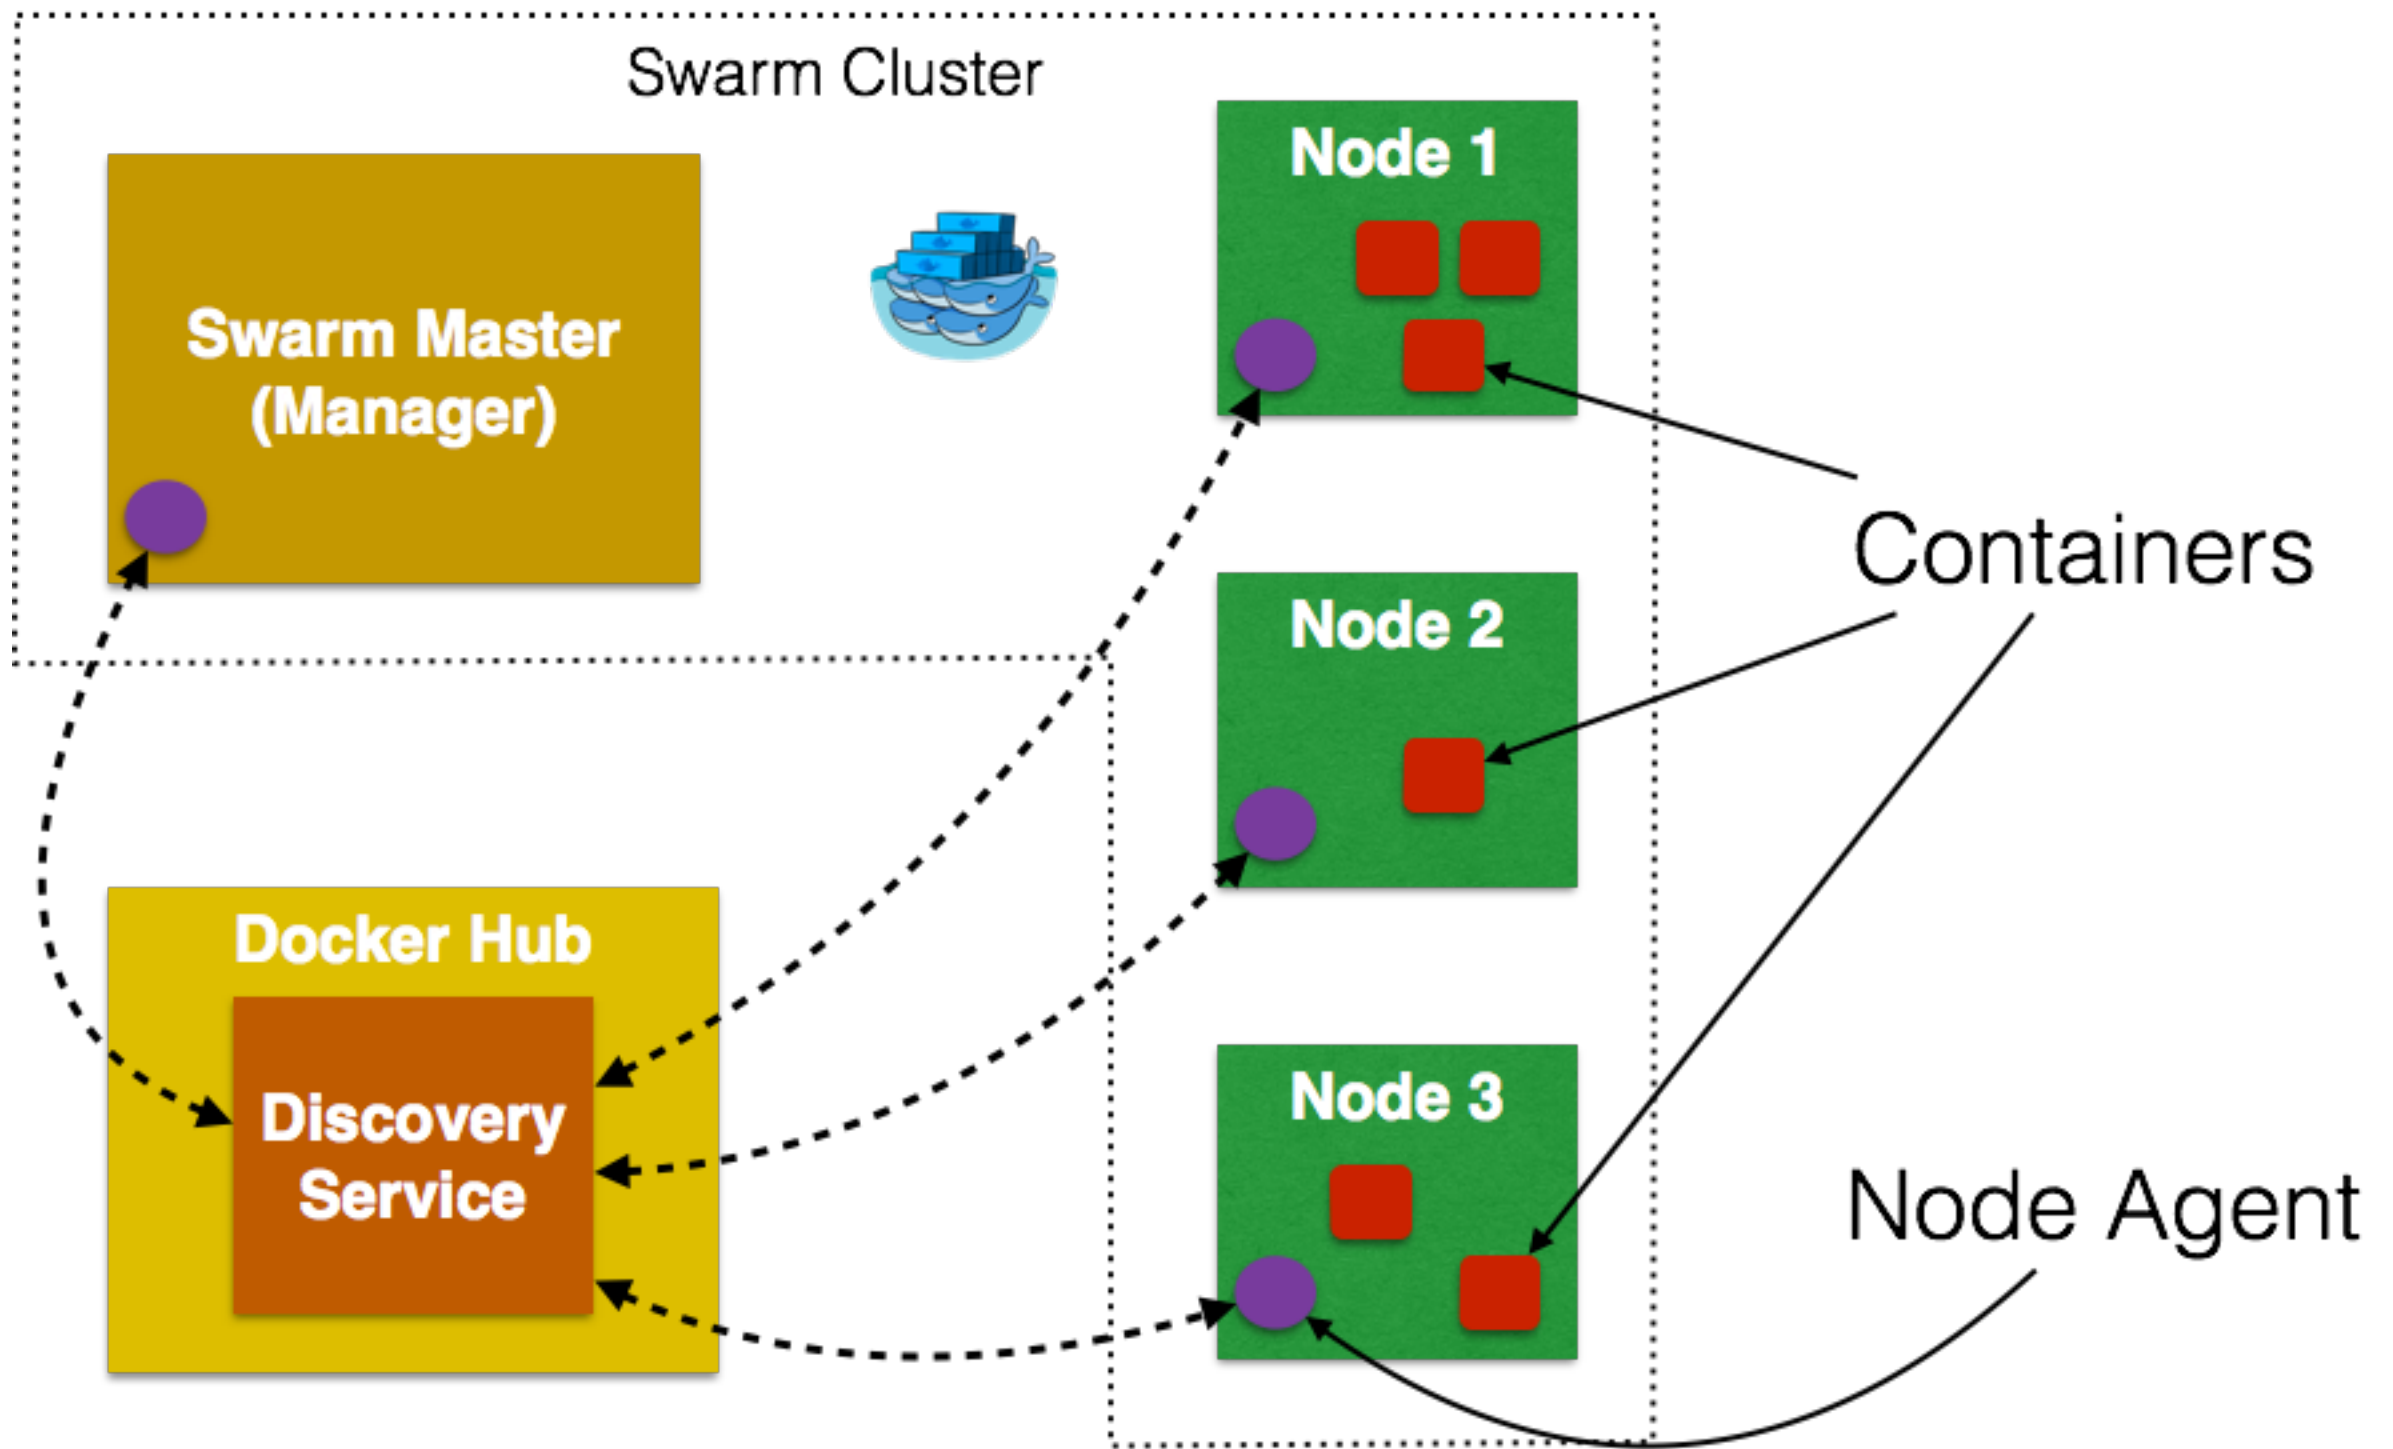 Swarm Cluster
Swarm Master
(Manager)
Node 1
Containers
Node 2
Docker Hub
Discovery
Service
Node 3
Node Agent